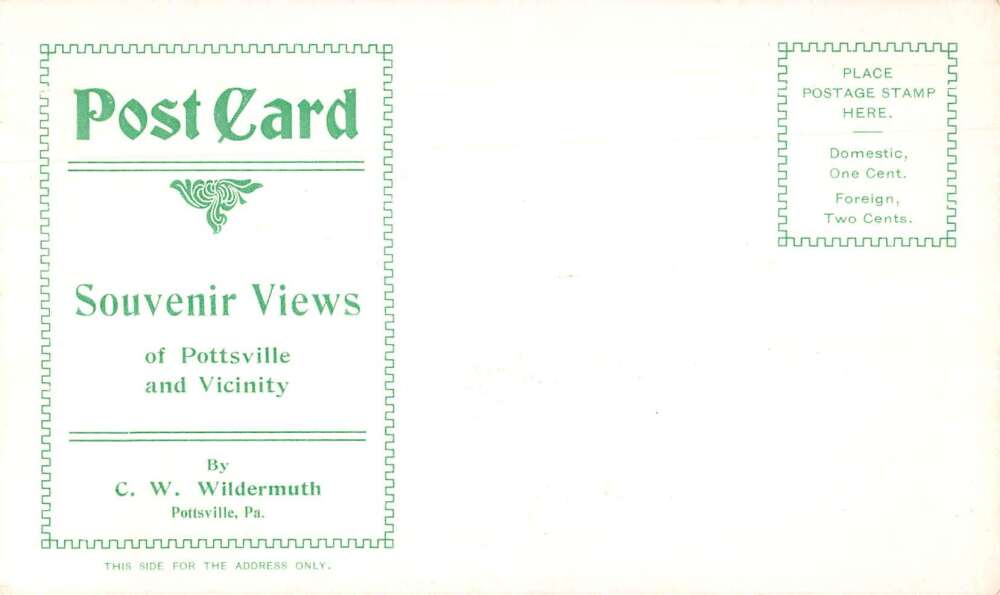 Post Card
Souvenir Views
of Pottsville
and Vicinity
By
C. W. Wildermuth
Pottsville, Pa.
THIS SIDE FOR THE ADDRESS ONLY.
PLACE
POSTAGE STAMP
HERE.
Domestic,
One Cent.
Foreign,
Two Cents.